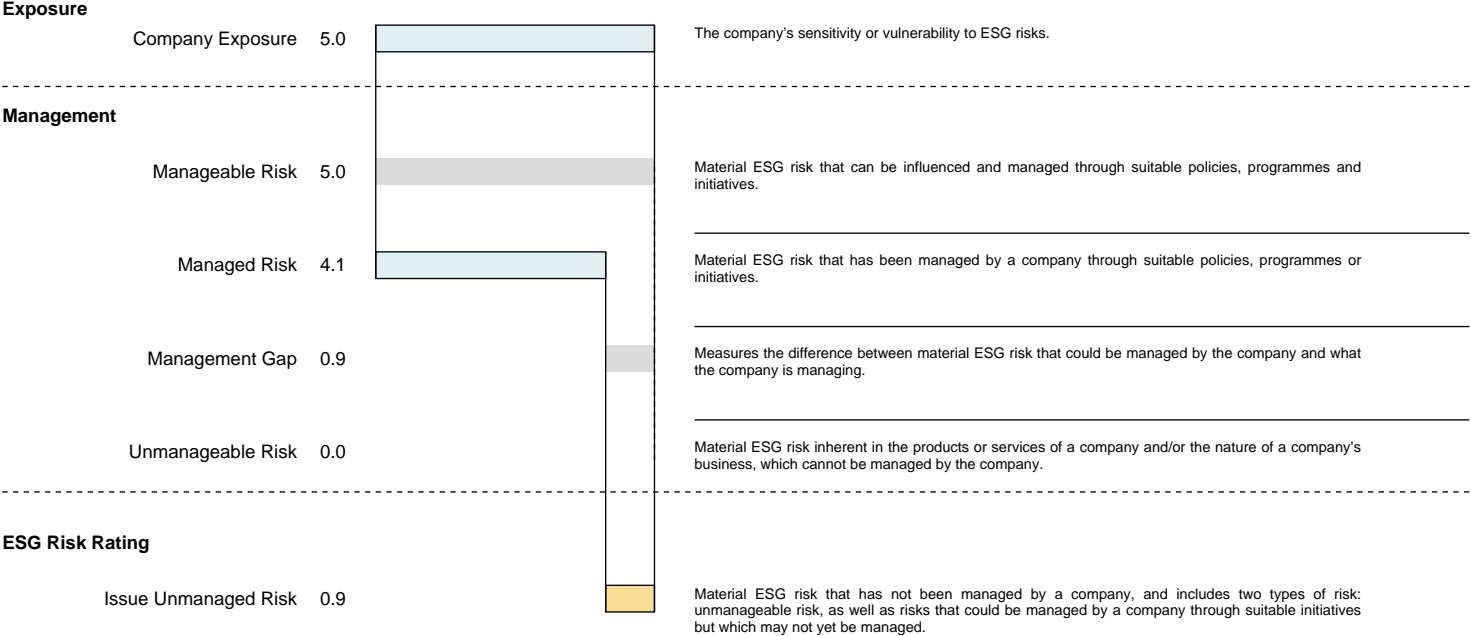 Exposure
Company Exposure 5.0
The company's sensitivity or vulnerability to ESG risks.
Management
Manageable Risk 5.0
Material ESG risk that can be influenced and managed through suitable policies, programmes and
initiatives.
Managed Risk 4.1
Material ESG risk that has been managed by a company through suitable policies, programmes or
initiatives.
Management Gap 0.9
Measures the difference between material ESG risk that could be managed by the company and what
the company is managing.
Unmanageable Risk 0.0
Material ESG risk inherent in the products or services of a company and/or the nature of a company's
business, which cannot be managed by the company.
ESG Risk Rating
Issue Unmanaged Risk 0.9
Material ESG risk that has not been managed by a company, and includes two types of risk:
unmanageable risk, as well as risks that could be managed by a company through suitable initiatives
but which may not yet be managed.